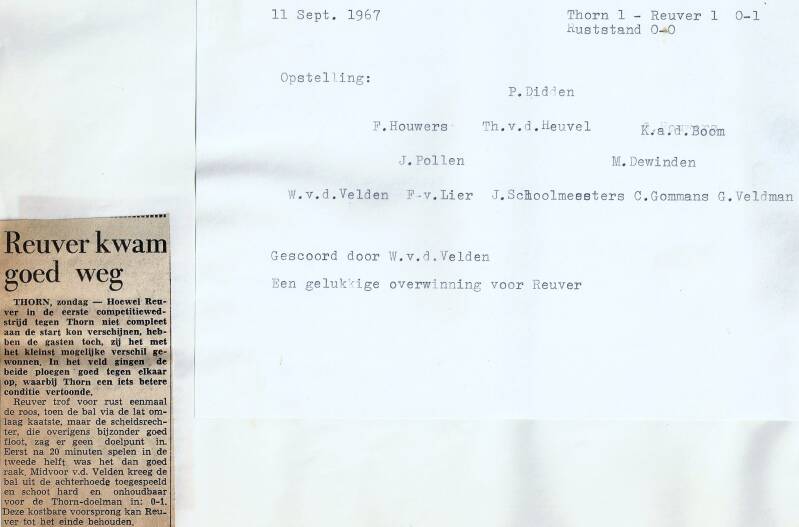 11 Sept. 1967
Thorn 1 - Reuver 1 0-1
Ruststand 0-0
Opstelling:
P.Didden
F.Houwers Th.v.d.Heuvel K.a.d.Boom
J.Pollen M.Dewinden
W.v.d.Velden F.v.Lier J.Schoolmeesters C.Gommans G.Veldman
Gescoord door W.v.d.Velden
Een gelukkige overwinning voor Reuver
Reuver kwam
goed weg
THORN, zondag — Hoewel Reu-
ver in de eerste competitiewed-
strijd tegen Thorn niet compleet
aan de start kon verschijnen, heb-
ben de gasten toch, zij het met
het kleinst mogelijke verschil ge-
wonnen. In het veld gingen de
beide ploegen goed tegen elkaar
op, waarbij Thorn een iets betere
conditie vertoonde.
Reuver trof voor rust eenmaal
de roos, toen de bal via de lat om-
laag kaatste, maar de scheidsrech-
ter, die overigens bijzonder goed
floot, zag er geen doelpunt in.
Eerst na 20 minuten spelen in de
tweede helft was het dan goed
raak. Midvoor v.d. Velden kreeg de
bal uit de achterhoede toegespeeld
en schoot hard en onhoudbaar
voor de Thorn-doelman in: 0-1.
Deze kostbare voorsprong kan Reu-
ver tot het einde behouden.